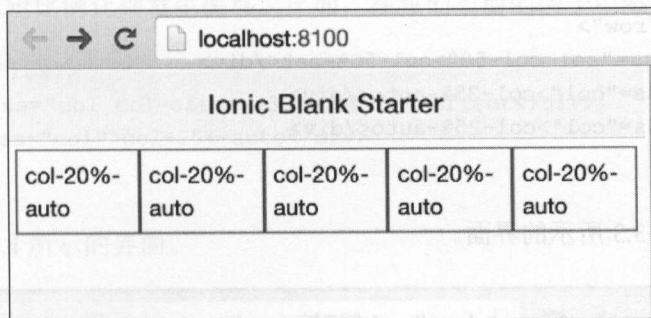 localhost:8100
Ionic Blank Starter
col-20%- col-20%- col-20%- col-20%- col-20%-
auto auto auto auto auto